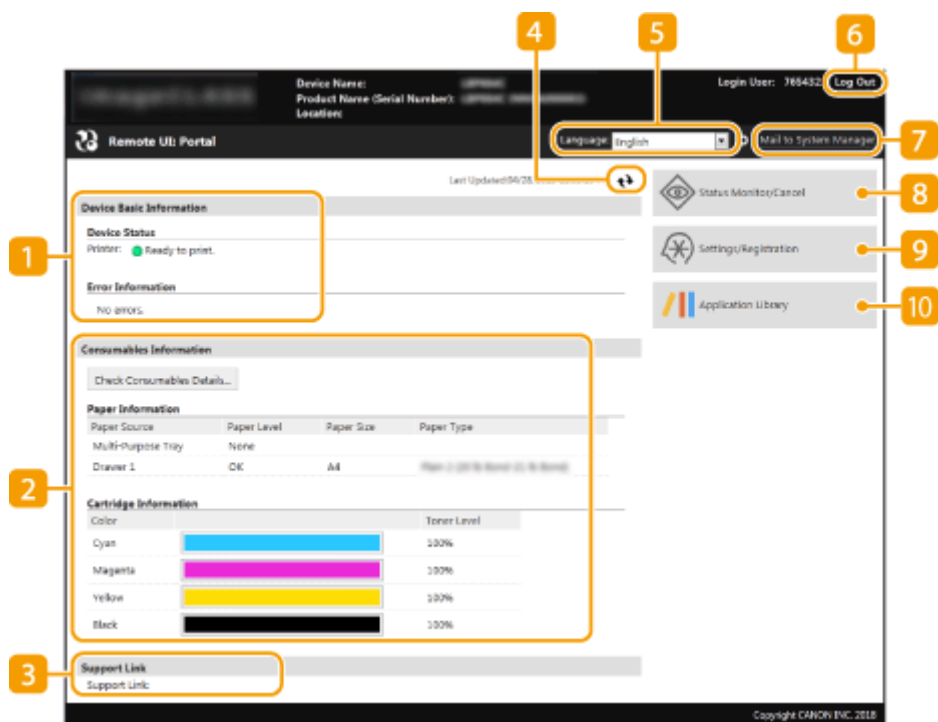 4 5 6
Device Name:
Login User: 765432 Log Out
Product Name (Serial Number):
Location:
Remote UI: Portal
Language: English
Mail to System Manager 7
Last Updated:04/28,
Status Monitor/Cancel 8
Device Basic Information
Device Status
1 Printer: Ready to print.
Settings/Registration 9
Error Information
No errors.
Application Library 10
Consumables Information
Check Consumables Details...
Paper Information
Paper Source Paper Level Paper Size Paper Type
Multi-Purpose Tray None
Drawer 1 OK A4
2
Cartridge Information
Color Toner Level
Cyan 100%
Magenta 100%
Yellow 100%
Black 100%
3 Support Link
Support Link:
Copyright CANON INC. 2018